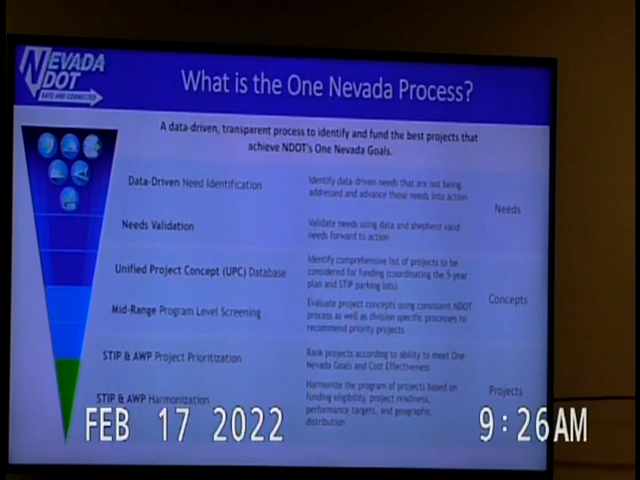 NEVADA
DOT
SAFE AND CONNECTED
What is the One Nevada Process?
A data-driven, transparent process to identify and fund the best projects that
achieve NDOT's One Nevada Goals.
Data-Driven Need Identification
Identify data-driven needs that are not being
addressed and advance those needs into action
Needs
Needs Validation
Validate needs using data and shepherd valid
needs forward to action
Unified Project Concept (UPC) Database
Identify comprehensive list of projects to be
considered for funding (coordinating the 5-year
plan and STIP parking lots)
Concepts
Mid-Range Program Level Screening
Evaluate project concepts using consistent NDOT
process as well as division specific processes to
recommend priority projects
STIP & AWP Project Prioritization
Rank projects according to ability to meet One
Nevada Goals and Cost Effectiveness
Projects
STIP & AWP Harmonization
Harmonize the program of projects based on
funding eligibility, project readiness,
performance targets, and geographic
distribution
FEB 17 2022 9:26AM